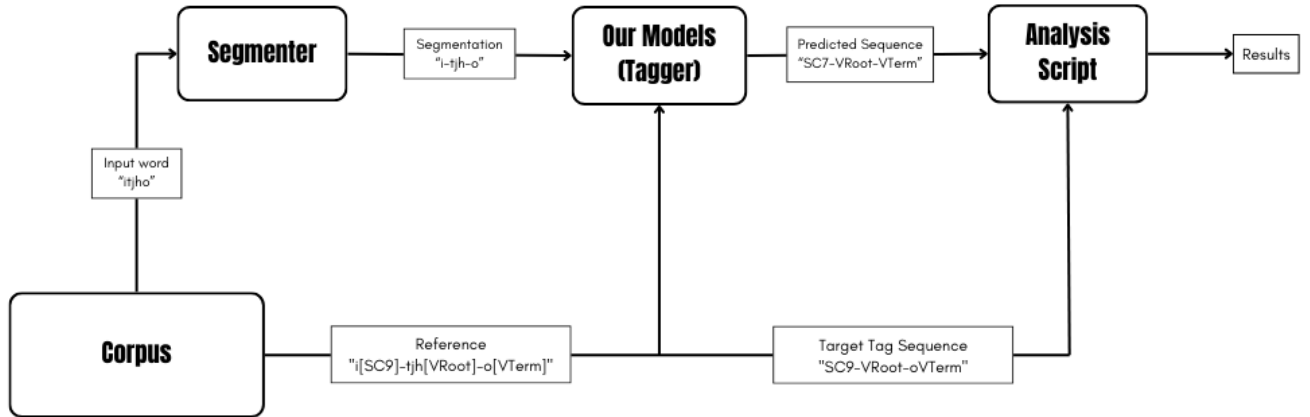 Segmenter
Segmentation
“i-tjh-o”
Our Models
(Tagger)
Predicted Sequence
“SC7-VRoot-VTerm”
Analysis
Script
Results
Input word
“itjho”
Corpus
Reference
"i[SC9]-tjh[VRoot]-o[VTerm]"
Target Tag Sequence
"SC9-VRoot-oVTerm"